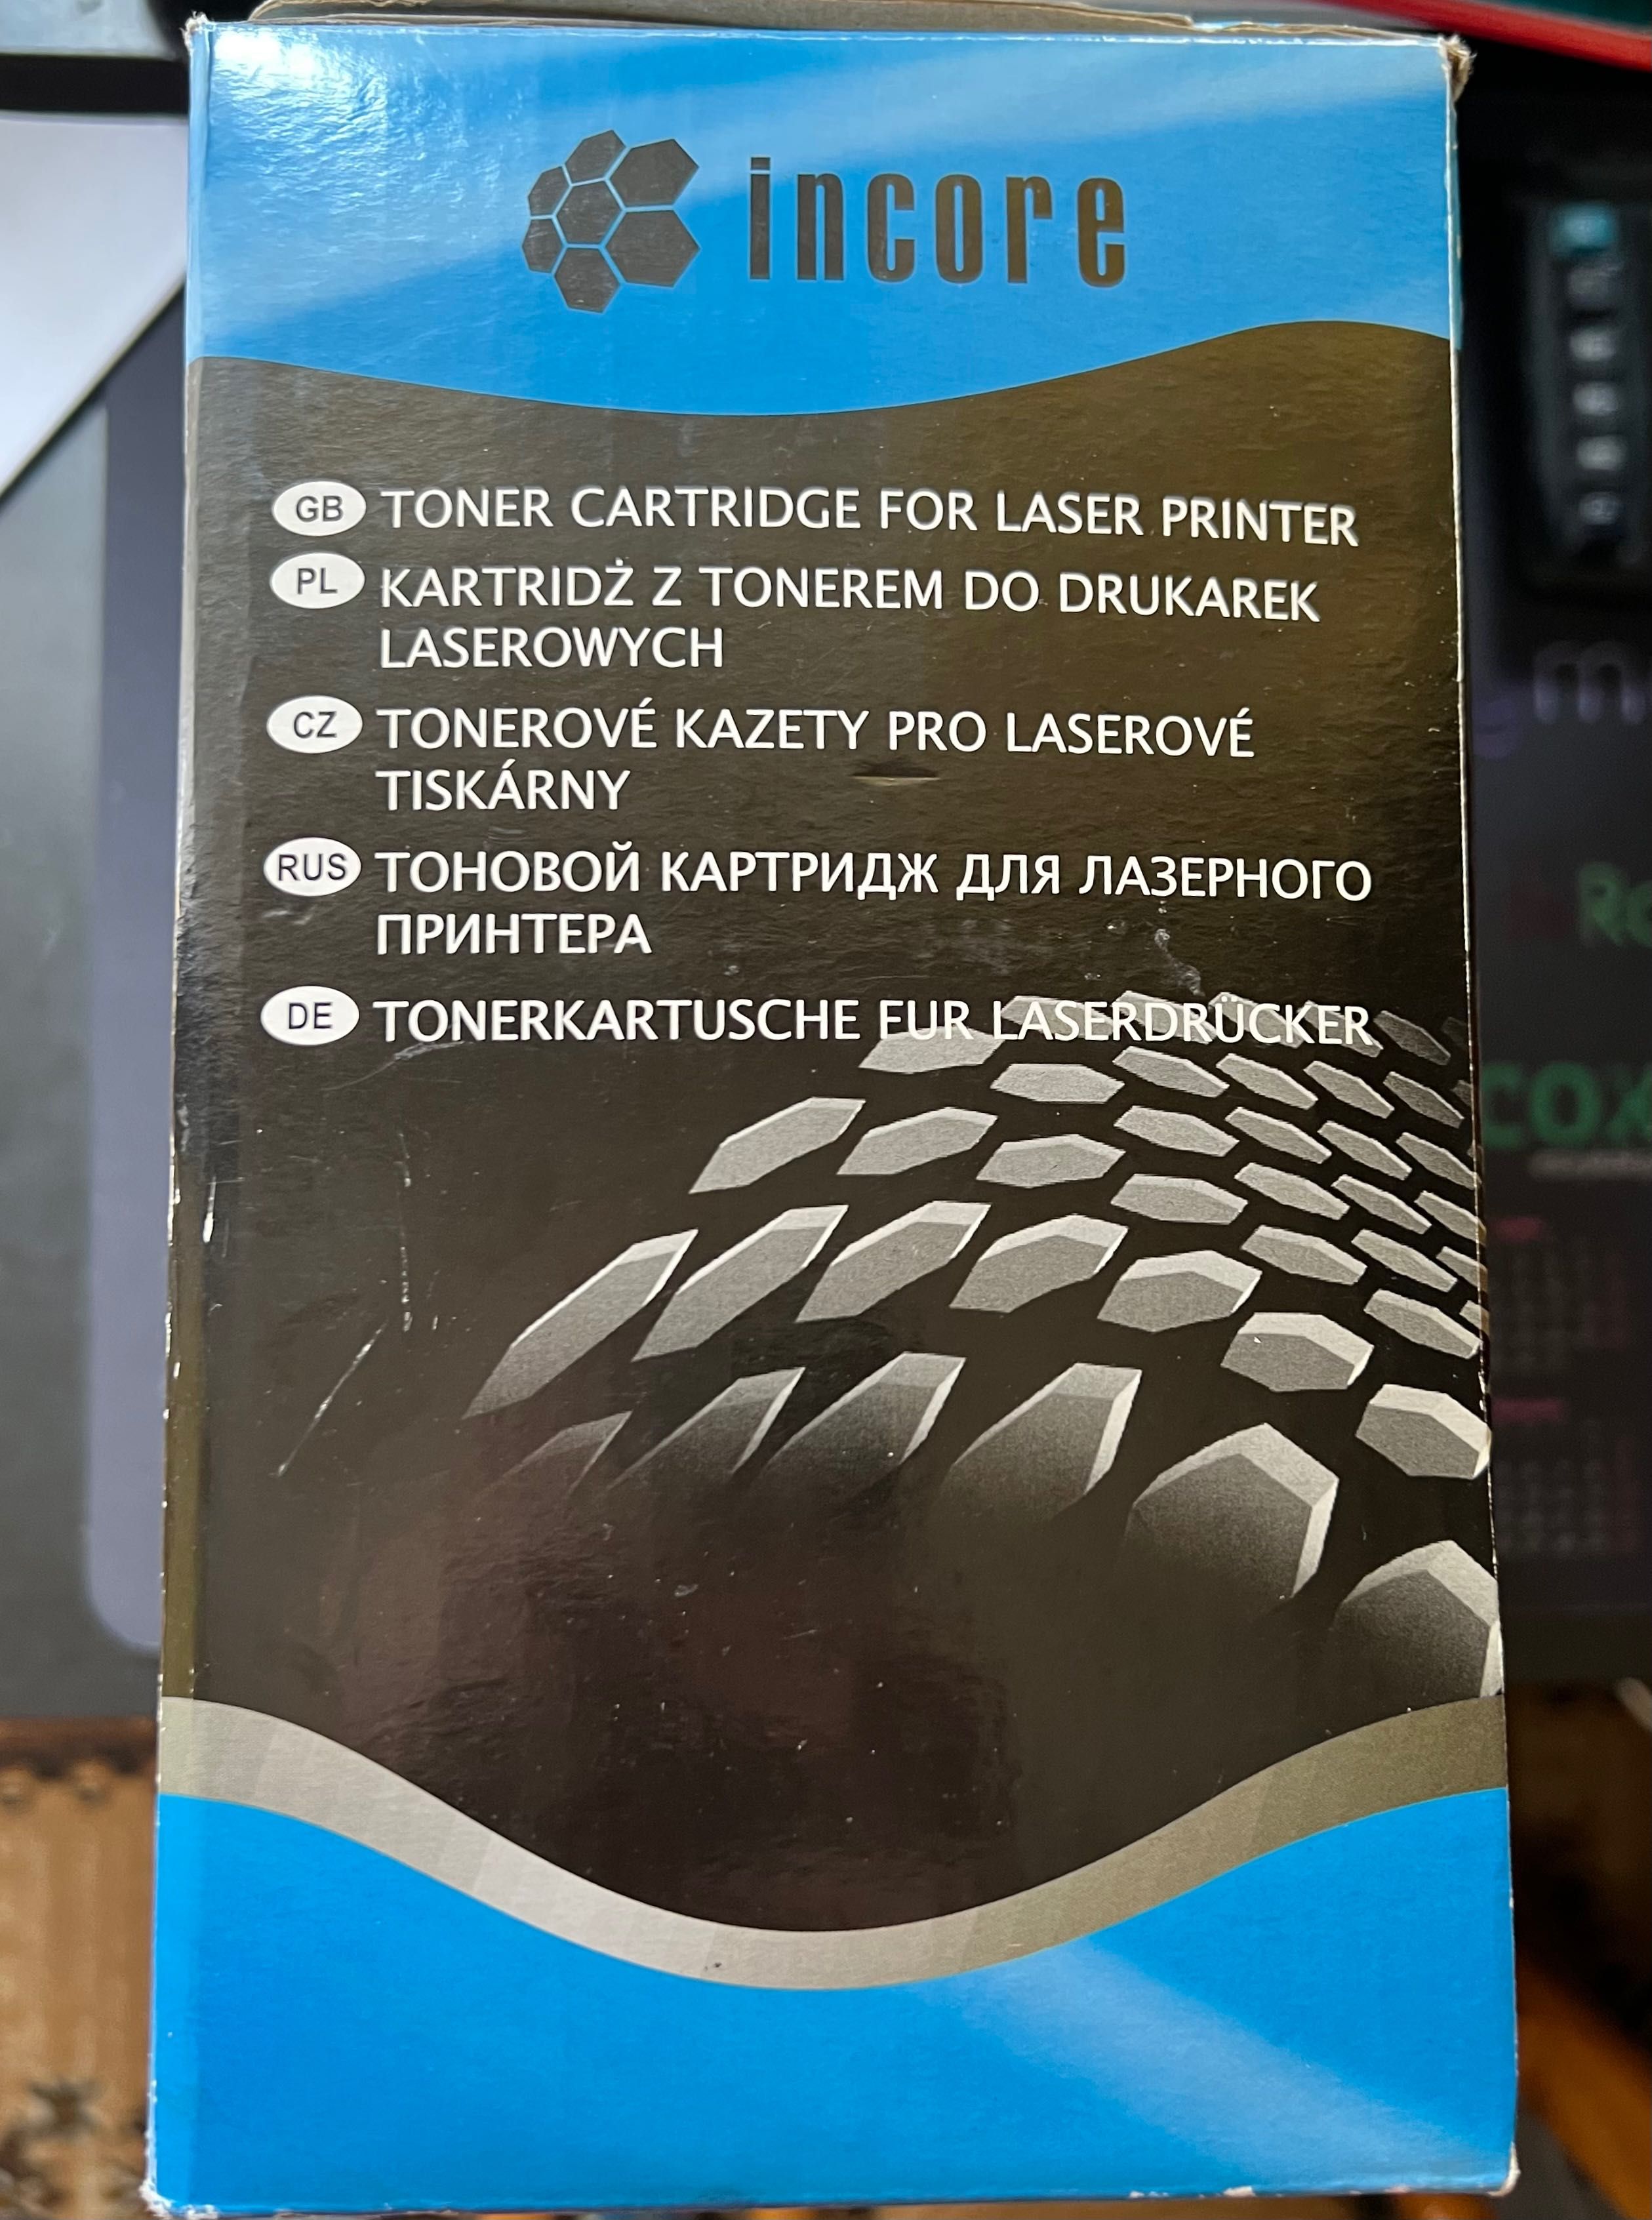 incore
GB TONER CARTRIDGE FOR LASER PRINTER
PL KARTRIDŻ Z TONEREM DO DRUKAREK
LASEROWYCH
CZ TONEROVÉ KAZETY PRO LASEROVÉ
TISKÁRNY
RUS ТОНОВОЙ КАРТРИДЖ ДЛЯ ЛАЗЕРНОГО
ПРИНТЕРА
DE TONERKARTUSCHE FUR LASERDRÜCKER